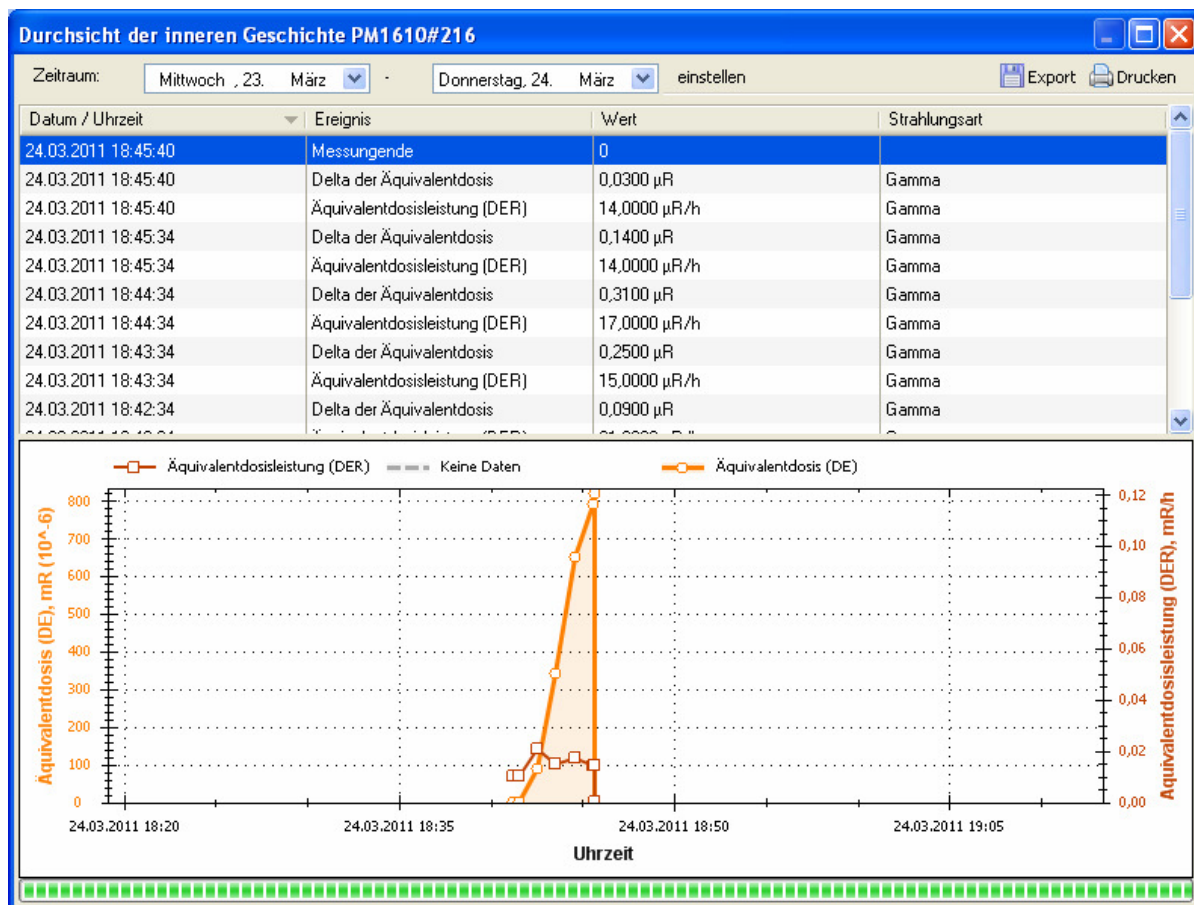 Durchsicht der inneren Geschichte PM1610#216
Zeitraum: Mittwoch , 23. März - Donnerstag, 24. März einstellen Export Drucken
Datum / Uhrzeit Ereignis Wert Strahlungsart
24.03.2011 18:45:40 Messungende 0
24.03.2011 18:45:40 Delta der Äquivalentdosis 0,0300 µR Gamma
24.03.2011 18:45:40 Äquivalentdosisleistung (DER) 14,0000 µR/h Gamma
24.03.2011 18:45:34 Delta der Äquivalentdosis 0,1400 µR Gamma
24.03.2011 18:45:34 Äquivalentdosisleistung (DER) 14,0000 µR/h Gamma
24.03.2011 18:44:34 Delta der Äquivalentdosis 0,3100 µR Gamma
24.03.2011 18:44:34 Äquivalentdosisleistung (DER) 17,0000 µR/h Gamma
24.03.2011 18:43:34 Delta der Äquivalentdosis 0,2500 µR Gamma
24.03.2011 18:43:34 Äquivalentdosisleistung (DER) 15,0000 µR/h Gamma
24.03.2011 18:42:34 Delta der Äquivalentdosis 0,0900 µR Gamma
Äquivalentdosisleistung (DER) Keine Daten Äquivalentdosis (DE)
Äquivalentdosis (DE), mR (10^-6)
800
700
600
500
400
300
200
100
0
0,12
0,10
0,08
0,06
0,04
0,02
0,00
Äquivalentdosisleistung (DER), mR/h
24.03.2011 18:20 24.03.2011 18:35 24.03.2011 18:50 24.03.2011 19:05
Uhrzeit